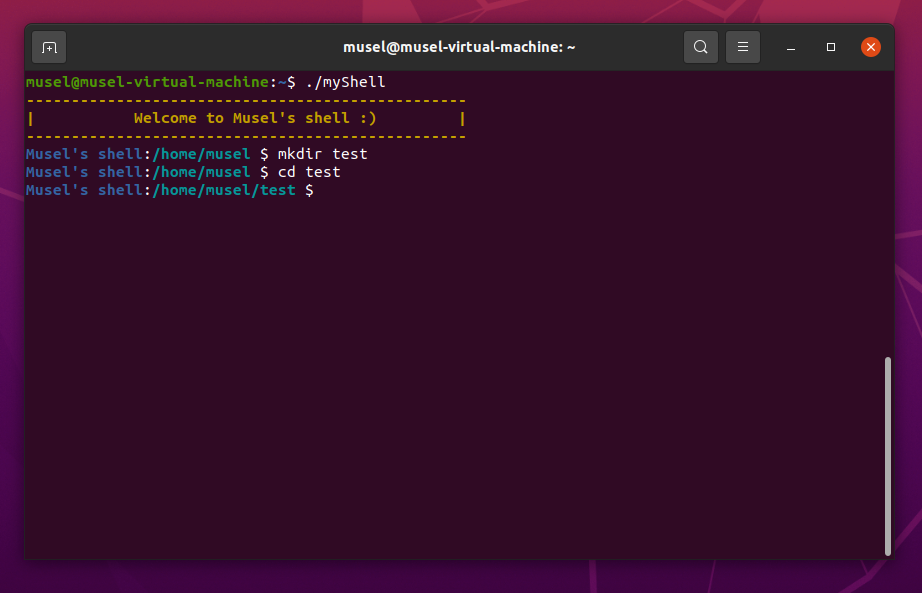 musel@musel-virtual-machine: ~
musel@musel-virtual-machine:~$ ./myShell
-------------------------------------------------
|           Welcome to Musel's shell :)         |
-------------------------------------------------
Musel's shell:/home/musel $ mkdir test
Musel's shell:/home/musel $ cd test
Musel's shell:/home/musel/test $